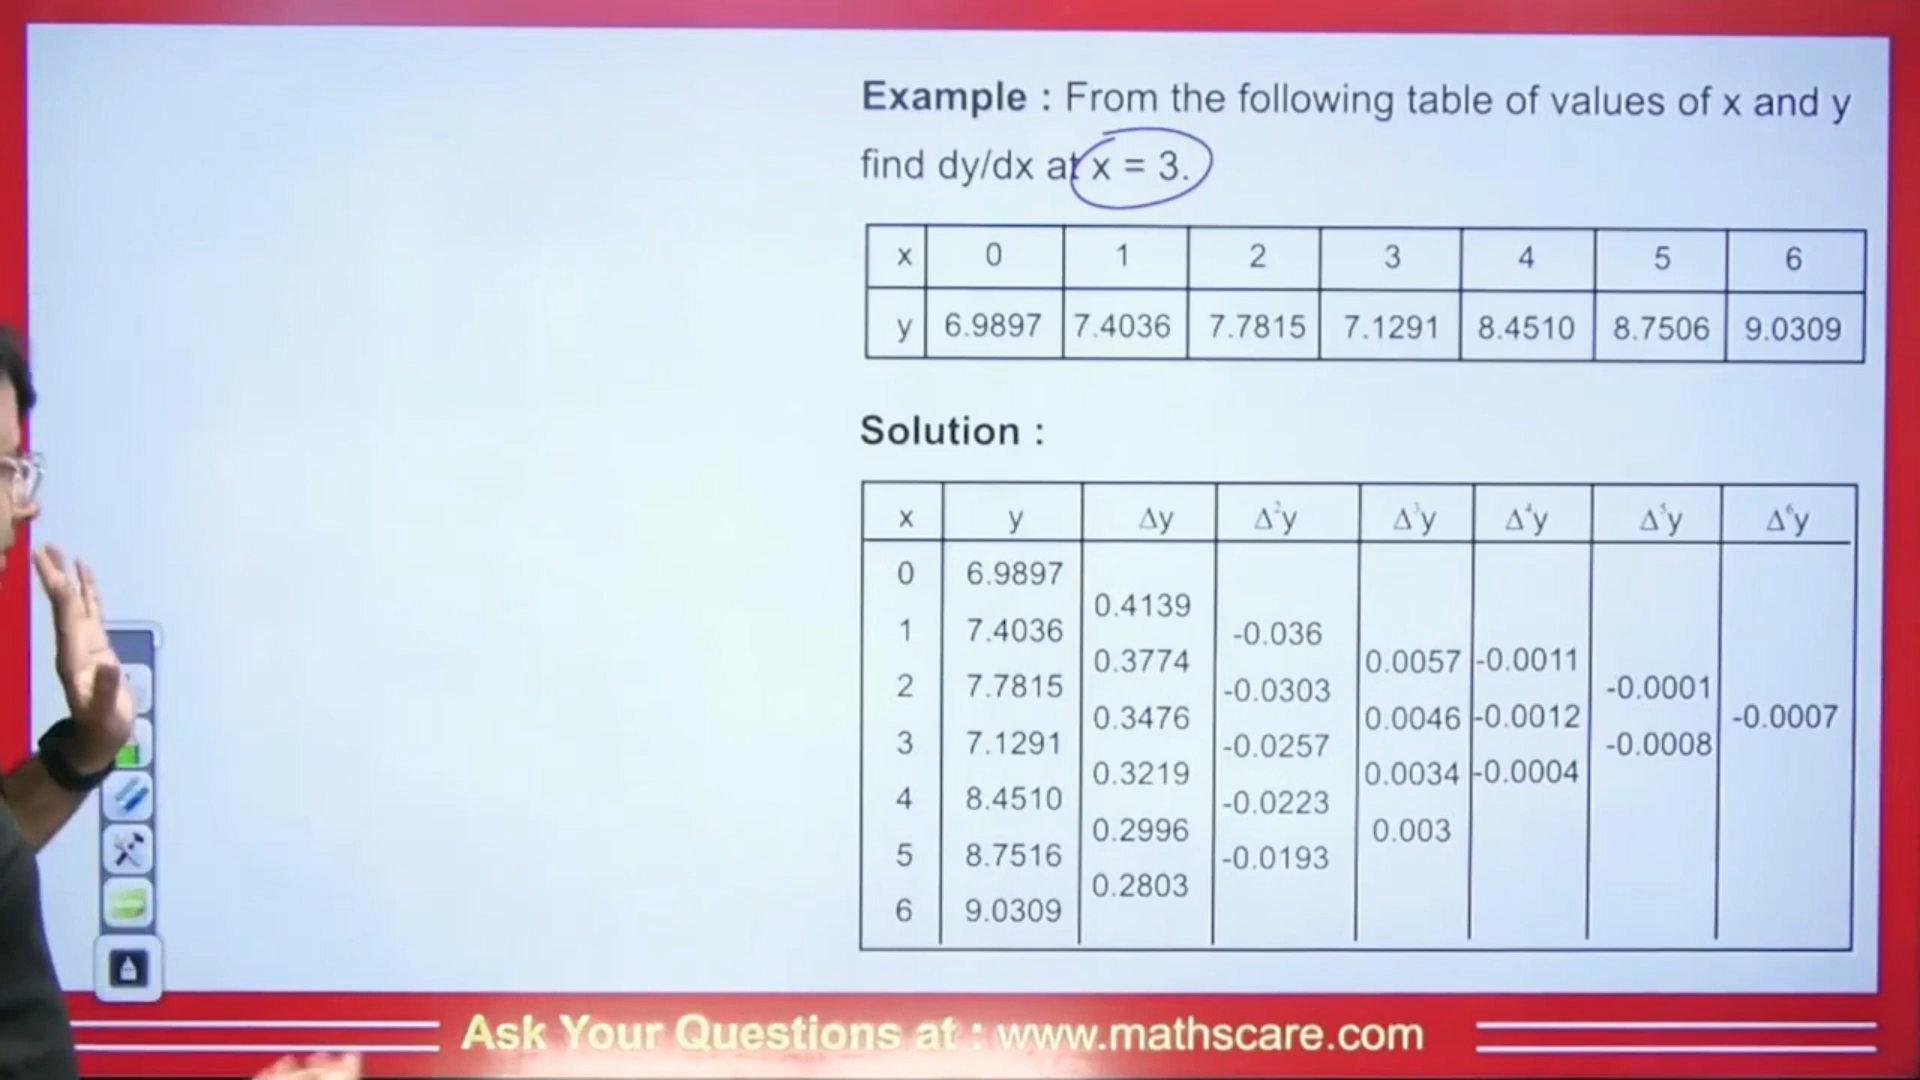 Example : From the following table of values of x and y
find dy/dx at x = 3.
x 0 1 2 3 4 5 6
y 6.9897 7.4036 7.7815 7.1291 8.4510 8.7506 9.0309
Solution :
x y Δy Δ²y Δ³y Δ⁴y Δ⁵y Δ⁶y
0 6.9897
0.4139
1 7.4036 -0.036
0.3774 0.0057 -0.0011
2 7.7815 -0.0303 -0.0001
0.3476 0.0046 -0.0012 -0.0007
3 7.1291 -0.0257 -0.0008
0.3219 0.0034 -0.0004
4 8.4510 -0.0223
0.2996 0.003
5 8.7516 -0.0193
0.2803
6 9.0309
Ask Your Questions at : www.mathscare.com